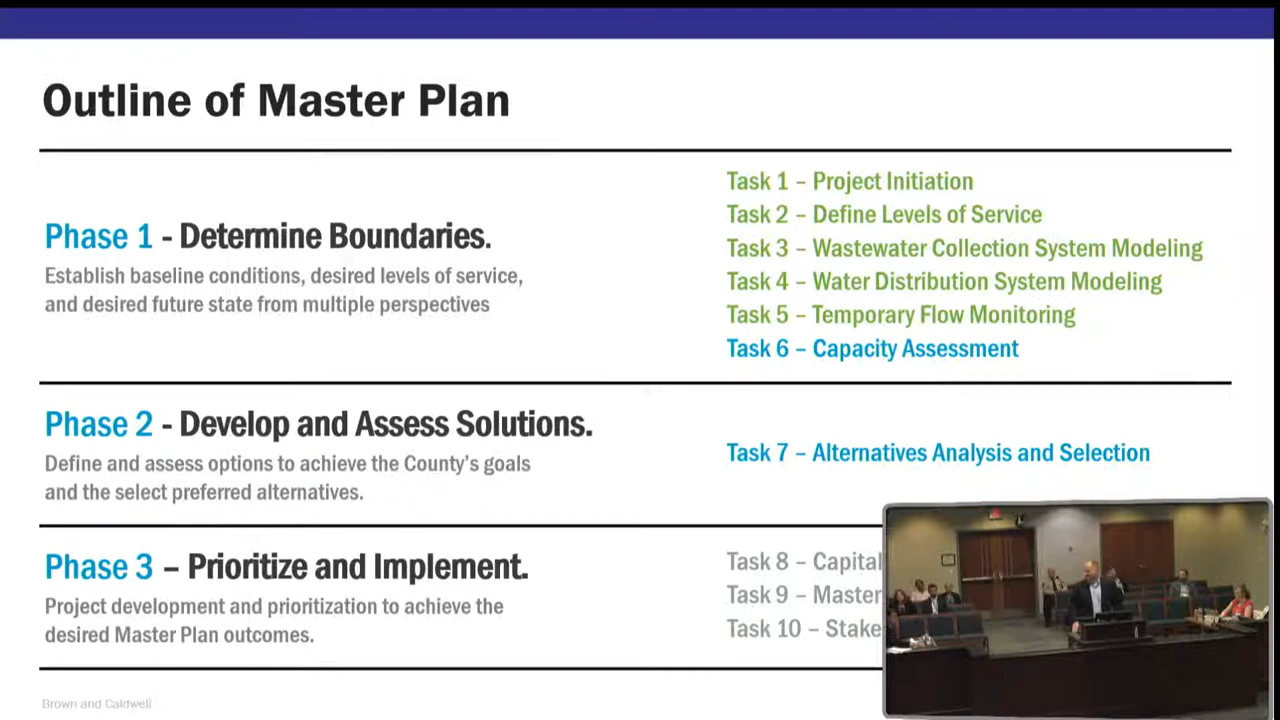 Outline of Master Plan
Phase 1 - Determine Boundaries.
Establish baseline conditions, desired levels of service,
and desired future state from multiple perspectives
Task 1 – Project Initiation
Task 2 – Define Levels of Service
Task 3 – Wastewater Collection System Modeling
Task 4 – Water Distribution System Modeling
Task 5 – Temporary Flow Monitoring
Task 6 – Capacity Assessment
Phase 2 - Develop and Assess Solutions.
Define and assess options to achieve the County's goals
and the select preferred alternatives.
Task 7 – Alternatives Analysis and Selection
Phase 3 – Prioritize and Implement.
Project development and prioritization to achieve the
desired Master Plan outcomes.
Task 8 – Capital
Task 9 – Master
Task 10 – Stake
Brown and Caldwell